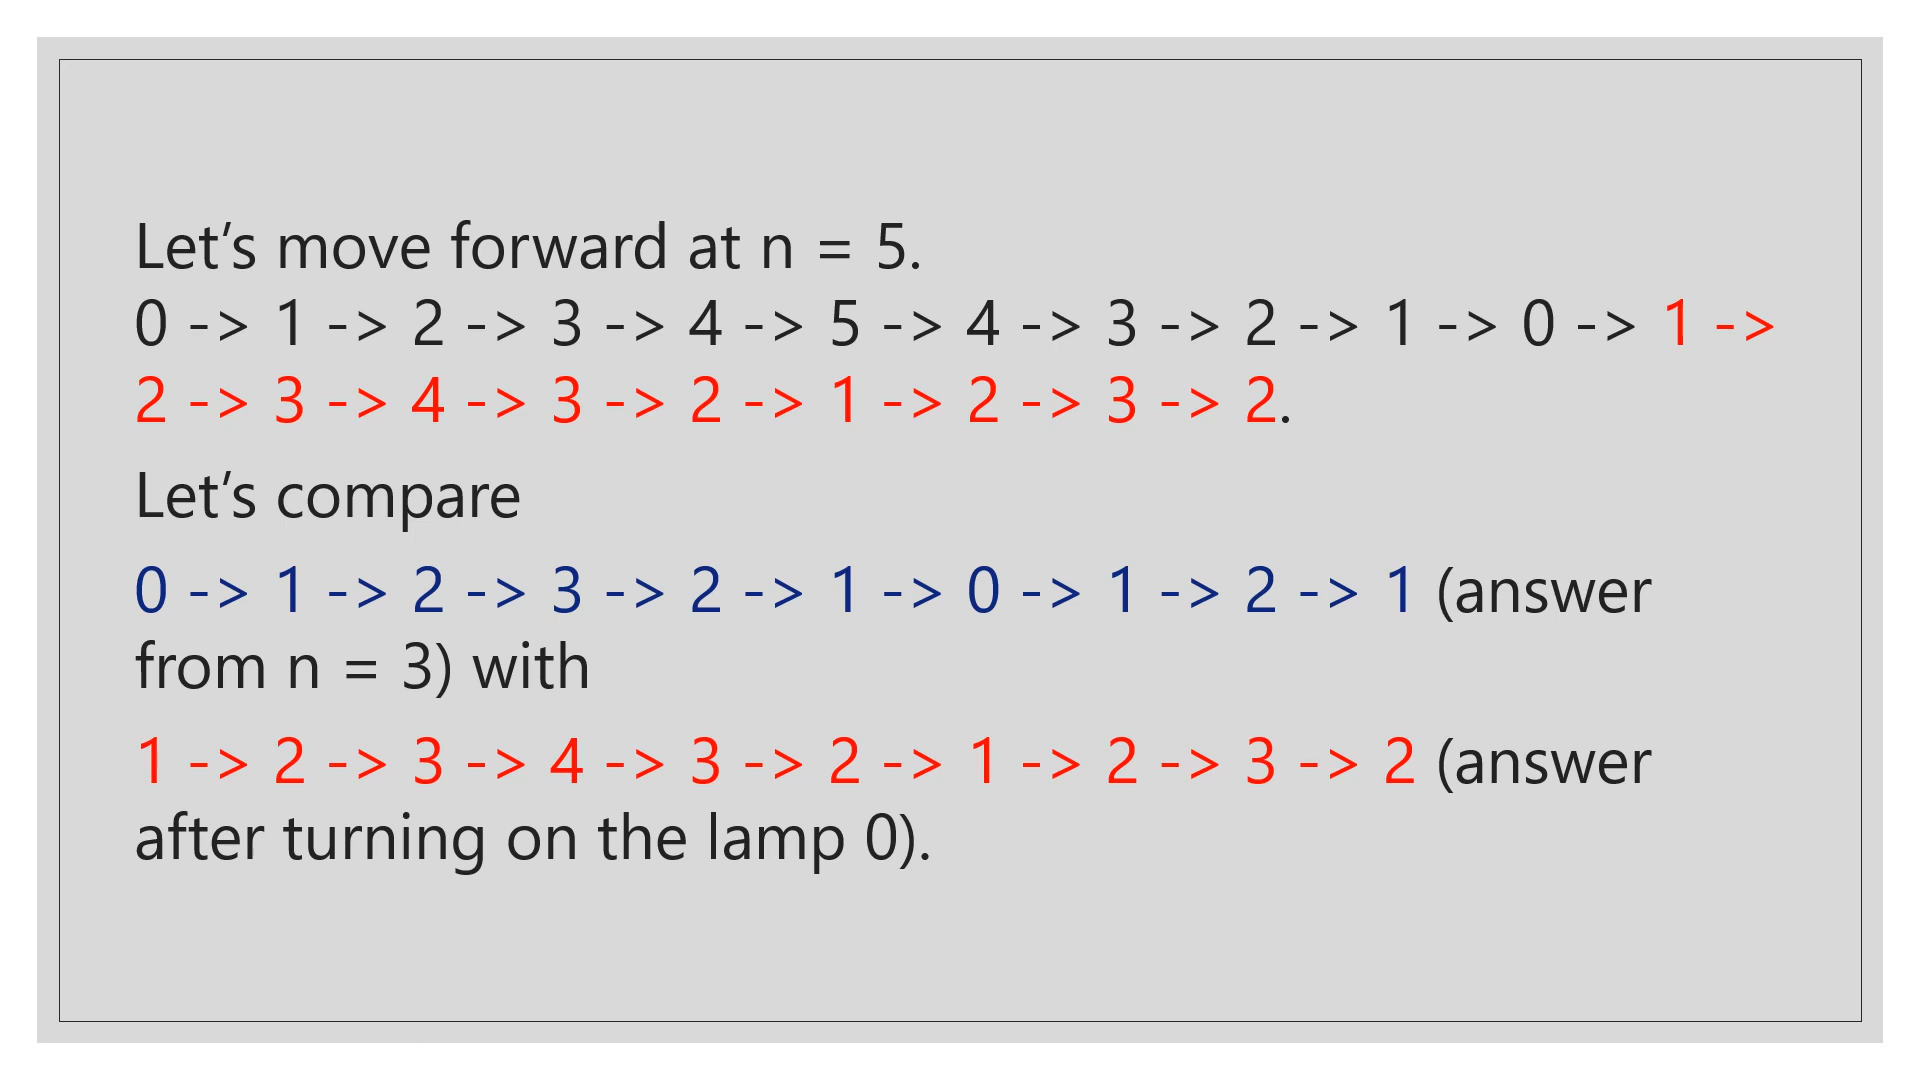 Let’s move forward at n = 5.
0 -> 1 -> 2 -> 3 -> 4 -> 5 -> 4 -> 3 -> 2 -> 1 -> 0 -> 1 ->
2 -> 3 -> 4 -> 3 -> 2 -> 1 -> 2 -> 3 -> 2.
Let’s compare
0 -> 1 -> 2 -> 3 -> 2 -> 1 -> 0 -> 1 -> 2 -> 1 (answer
from n = 3) with
1 -> 2 -> 3 -> 4 -> 3 -> 2 -> 1 -> 2 -> 3 -> 2 (answer
after turning on the lamp 0).